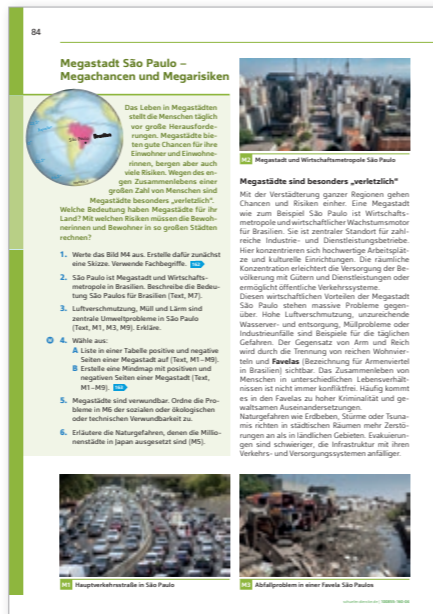 84
Megastadt São Paulo –
Megachancen und Megarisiken
Das Leben in Megastädten
stellt die Menschen täglich
vor große Herausforde-
rungen. Megastädte bie-
ten gute Chancen für ihre
Einwohner und Einwohne-
rinnen, bergen aber auch
viele Risiken. Wegen des en-
gen Zusammenlebens einer
großen Zahl von Menschen sind
Megastädte besonders „verletzlich“.
Welche Bedeutung haben Megastädte für ihr
Land? Mit welchen Risiken müssen die Bewoh-
nerinnen und Bewohner in so großen Städten
rechnen?
1. Werte das Bild M4 aus. Erstelle dafür zunächst
eine Skizze. Verwende Fachbegriffe.
2. São Paulo ist Megastadt und Wirtschafts-
metropole in Brasilien. Beschreibe die Bedeu-
tung São Paulos für Brasilien (Text, M7).
3. Luftverschmutzung, Müll und Lärm sind
zentrale Umweltprobleme in São Paulo
(Text, M1, M3, M9). Erkläre.
4. Wähle aus:
A Liste in einer Tabelle positive und negative
Seiten einer Megastadt auf (Text, M1–M9).
B Erstelle eine Mindmap mit positiven und
negativen Seiten einer Megastadt (Text,
M1–M9).
5. Megastädte sind verwundbar. Ordne die Pro-
bleme in M6 der sozialen oder ökologischen
oder technischen Verwundbarkeit zu.
6. Erläutere die Naturgefahren, denen die Millio-
nenstädte in Japan ausgesetzt sind (M5).
M2 Megastadt und Wirtschaftsmetropole São Paulo
Megastädte sind besonders „verletzlich“
Mit der Verstädterung ganzer Regionen gehen
Chancen und Risiken einher. Eine Megastadt
wie zum Beispiel São Paulo ist Wirtschafts-
metropole und wirtschaftlicher Wachstumsmotor
für Brasilien. Sie ist zentraler Standort für zahl-
reiche Industrie- und Dienstleistungsbetriebe.
Hier konzentrieren sich hochwertige Arbeitsplät-
ze und kulturelle Einrichtungen. Die räumliche
Konzentration erleichtert die Versorgung der Be-
völkerung mit Gütern und Dienstleistungen oder
ermöglicht öffentliche Verkehrssysteme.
Diesen wirtschaftlichen Vorteilen der Megastadt
São Paulo stehen massive Probleme gegen-
über. Hohe Luftverschmutzung, unzureichende
Wasserver- und entsorgung, Müllprobleme oder
Industrieunfälle sind Beispiele für die täglichen
Gefahren. Der Gegensatz von Arm und Reich
wird durch die Trennung von reichen Wohnvier-
teln und Favelas (Bezeichnung für Armenviertel
in Brasilien) sichtbar. Das Zusammenleben von
Menschen in unterschiedlichen Lebensverhält-
nissen ist nicht immer konfliktfrei. Häufig kommt
es in den Favelas zu hoher Kriminalität und ge-
waltsamen Auseinandersetzungen.
Naturgefahren wie Erdbeben, Stürme oder Tsuna-
mis richten in städtischen Räumen mehr Zerstö-
rungen an als in ländlichen Gebieten. Evakuierun-
gen sind schwieriger, die Infrastruktur mit ihren
Verkehrs- und Versorgungssystemen anfälliger.
M1 Hauptverkehrsstraße in São Paulo
M3 Abfallproblem in einer Favela São Paulos